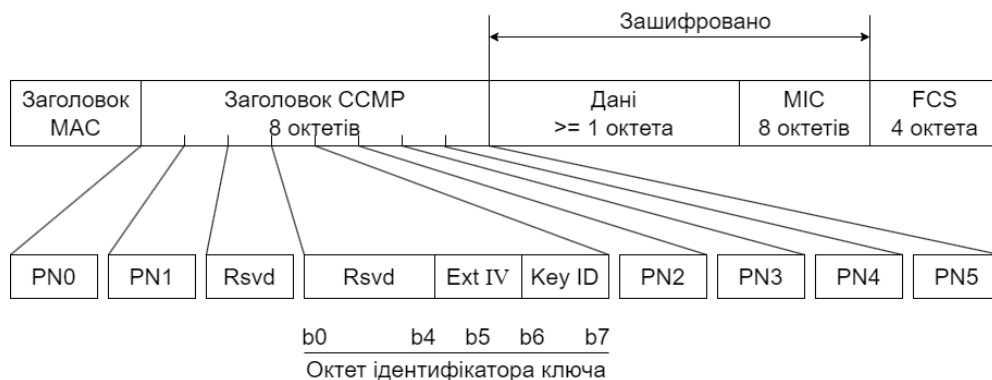 Зашифровано
Заголовок MAC
Заголовок CCMP
8 октетів
Дані
>= 1 октета
MIC
8 октетів
FCS
4 октета
PN0 PN1 Rsvd Rsvd Ext IV Key ID PN2 PN3 PN4 PN5
b0 b4 b5 b6 b7
Октет ідентифікатора ключа